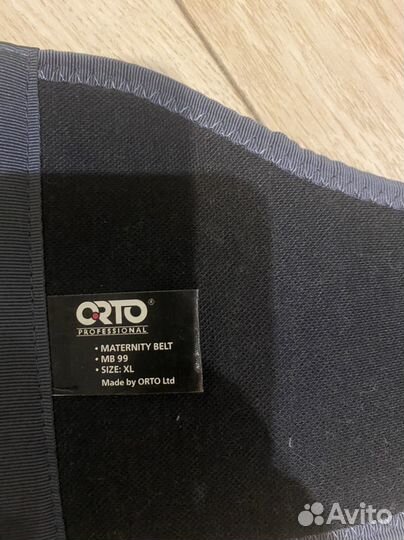 ORTO®
PROFESSIONAL
• MATERNITY BELT
• MB 99
• SIZE: XL
Made by ORTO Ltd
Avito